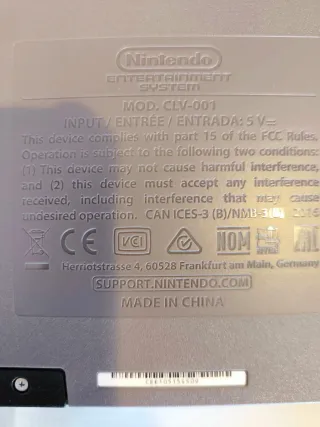 Nintendo
ENTERTAINMENT
SYSTEM
MOD. CLV-001
INPUT / ENTRÉE / ENTRADA: 5 V
This device complies with part 15 of the FCC Rules.
Operation is subject to the following two conditions:
(1) This device may not cause harmful interference,
and (2) this device must accept any interference
received, including interference that may cause
undesired operation. CAN ICES-3 (B)/NMB-3 2016
CE VCI NOM
Herriotstrasse 4, 60528 Frankfurt am Main, Germany
SUPPORT.NINTENDO.COM
MADE IN CHINA